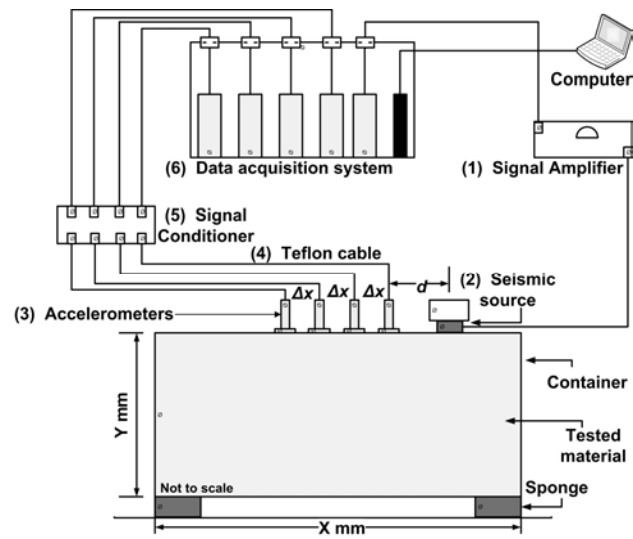 Computer
(6) Data acquisition system
(1) Signal Amplifier
(5) Signal
Conditioner
(4) Teflon cable
Δx
Δx
Δx
d
(2) Seismic
source
(3) Accelerometers
Container
Y mm
Tested
material
Not to scale
Sponge
X mm